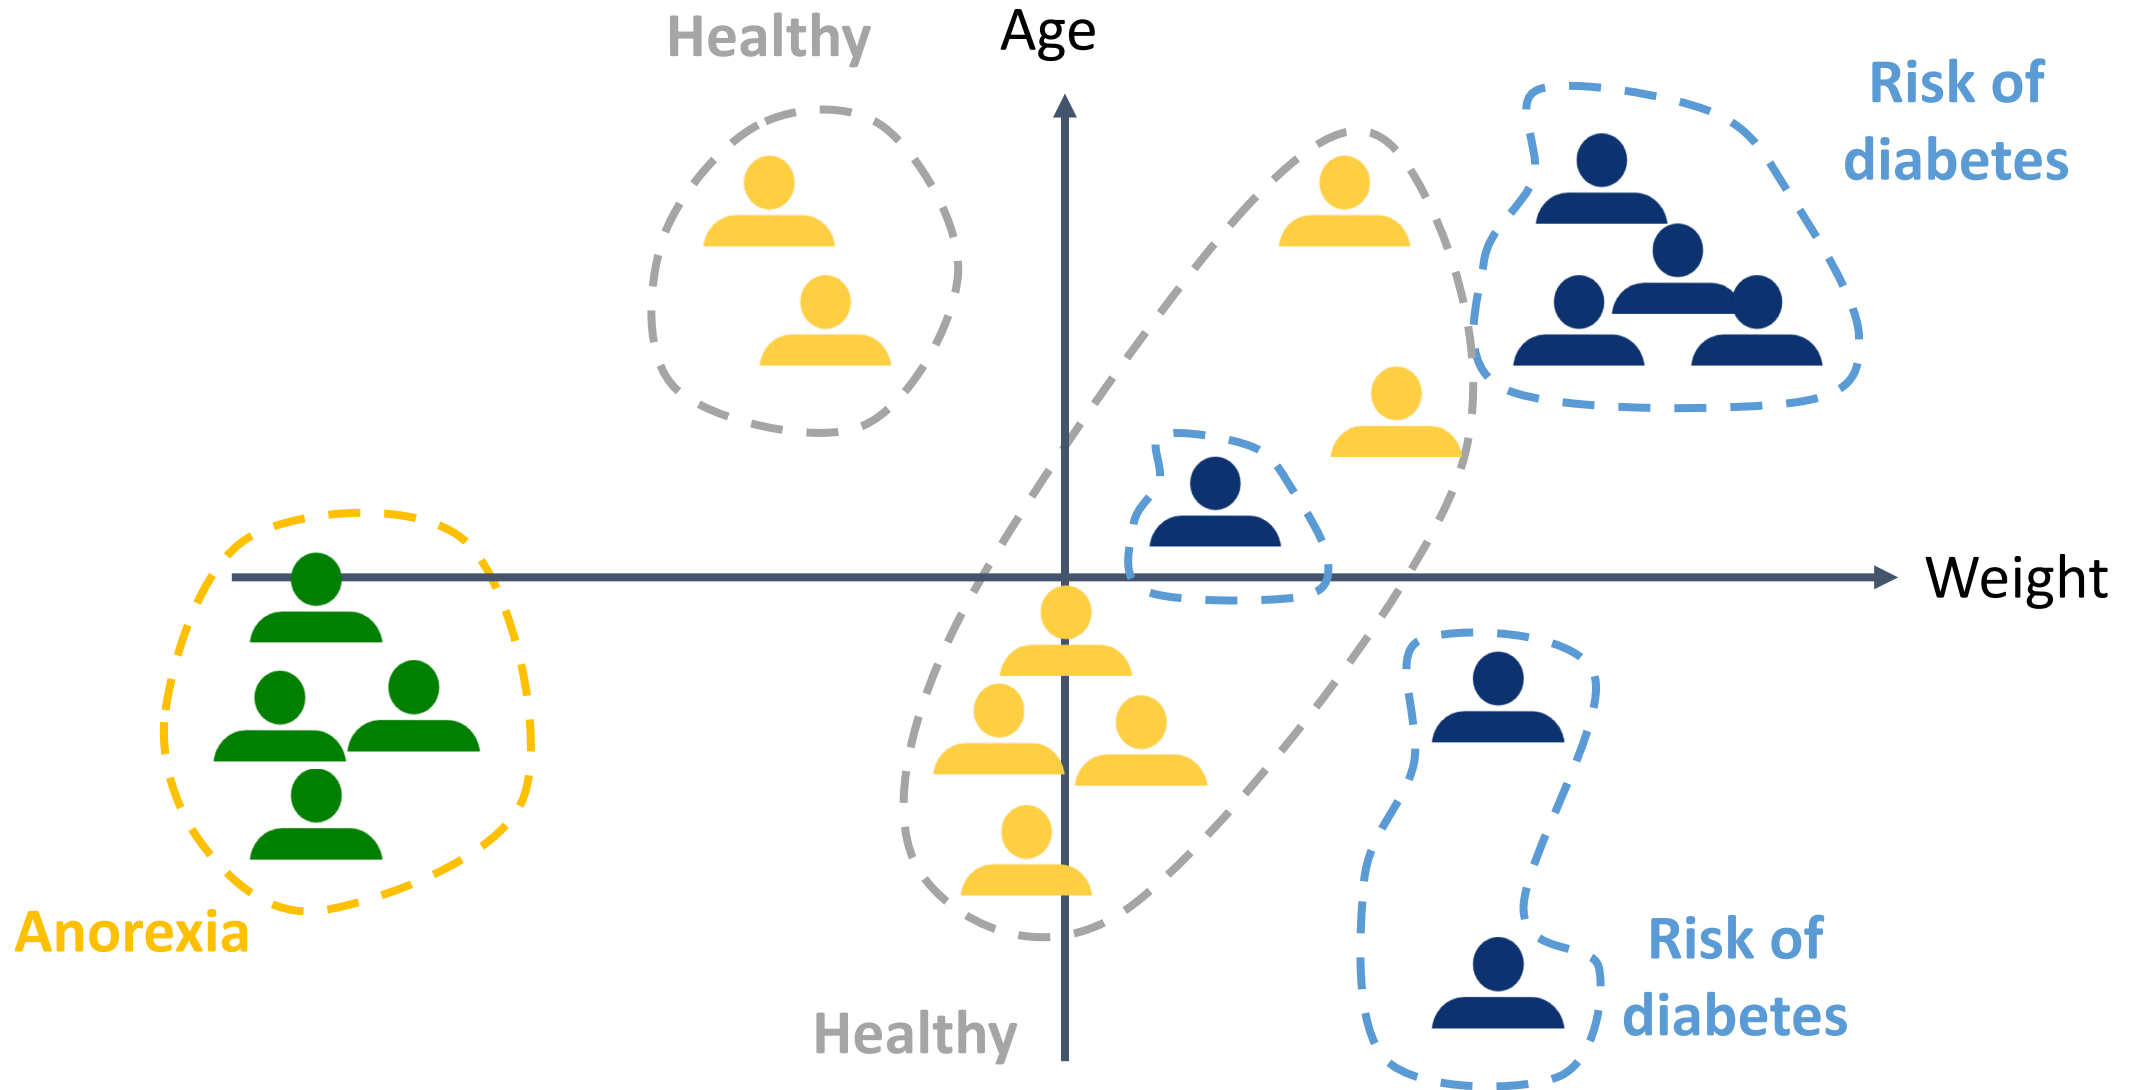 Healthy
Age
Risk of
diabetes
Weight
Anorexia
Risk of
diabetes
Healthy